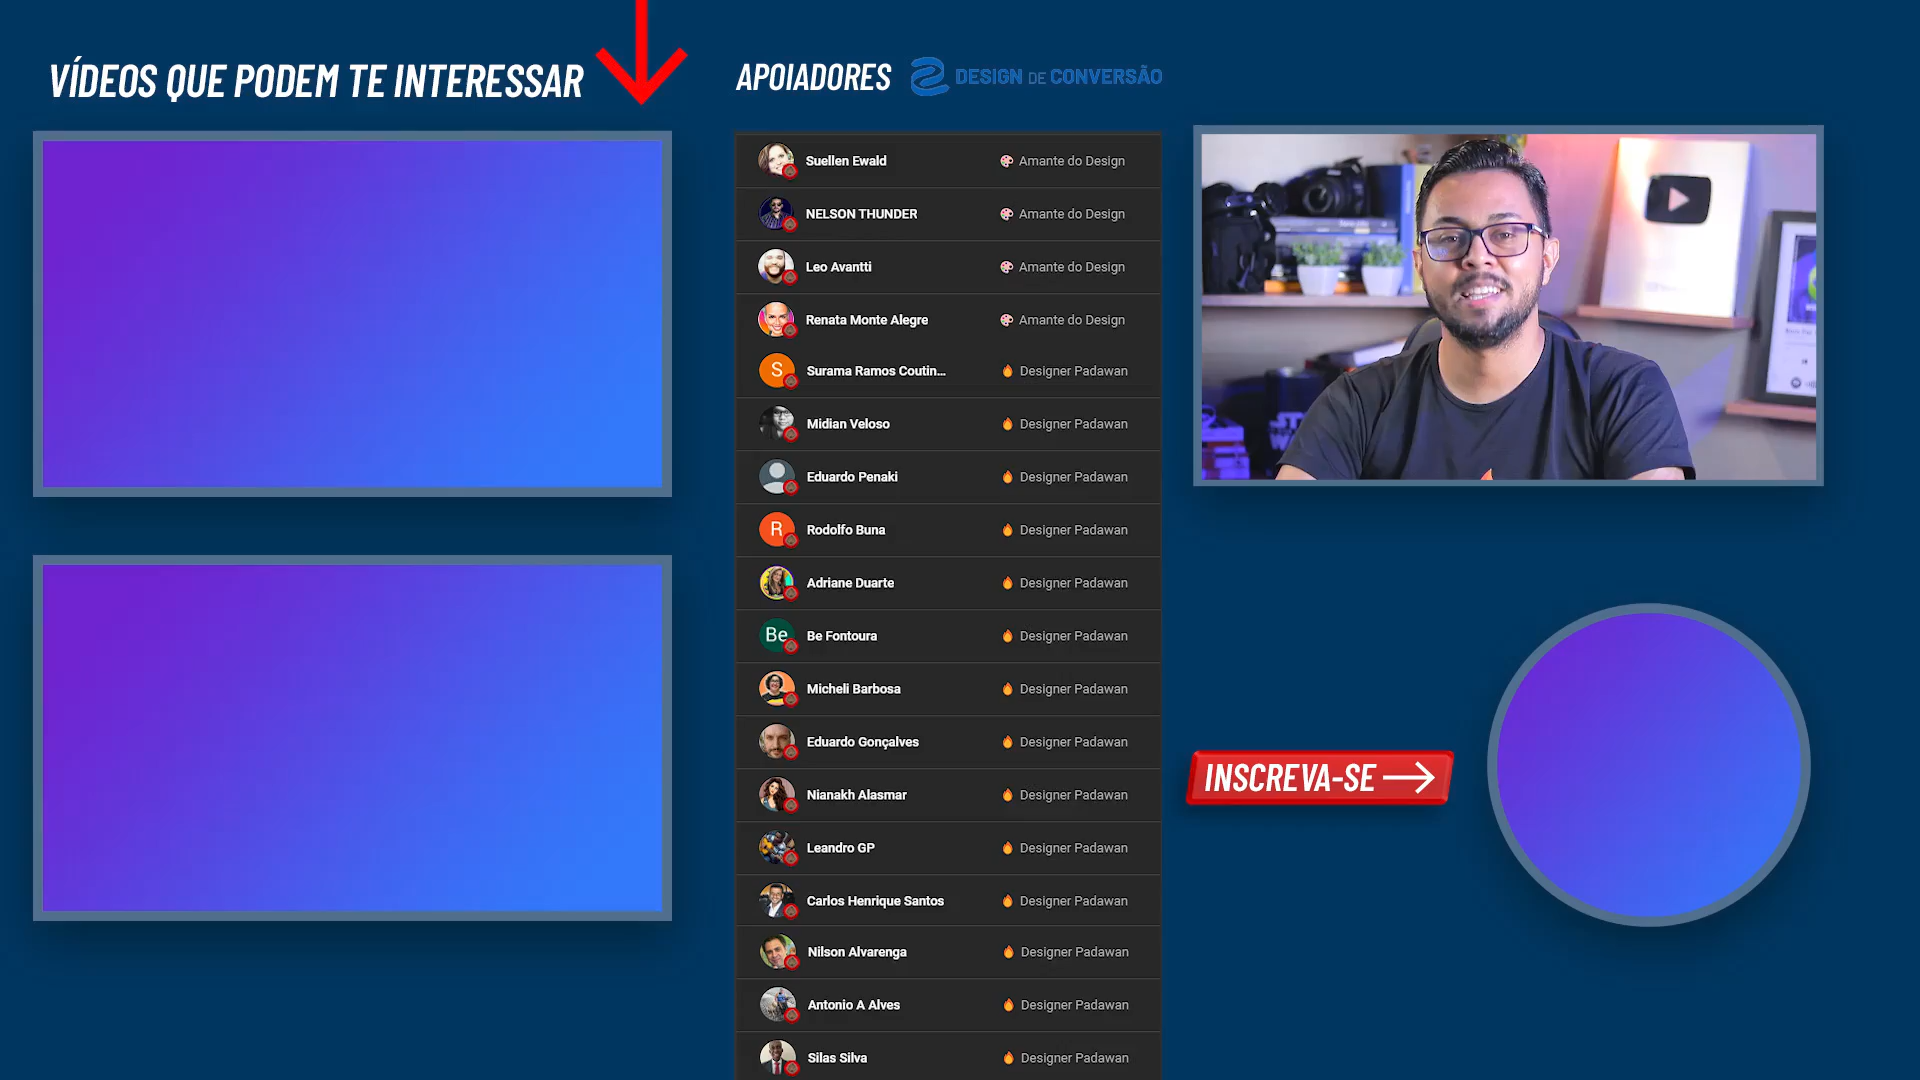 VÍDEOS QUE PODEM TE INTERESSAR
APOIADORES DESIGN DE CONVERSÃO
Suellen Ewald Amante do Design
NELSON THUNDER Amante do Design
Leo Avantti Amante do Design
Renata Monte Alegre Amante do Design
S Surama Ramos Coutin... Designer Padawan
Midian Veloso Designer Padawan
Eduardo Penaki Designer Padawan
R Rodolfo Buna Designer Padawan
Adriane Duarte Designer Padawan
Be Be Fontoura Designer Padawan
Micheli Barbosa Designer Padawan
Eduardo Gonçalves Designer Padawan
Nianakh Alasmar Designer Padawan
Leandro GP Designer Padawan
Carlos Henrique Santos Designer Padawan
Nilson Alvarenga Designer Padawan
Antonio A Alves Designer Padawan
Silas Silva Designer Padawan
INSCREVA-SE